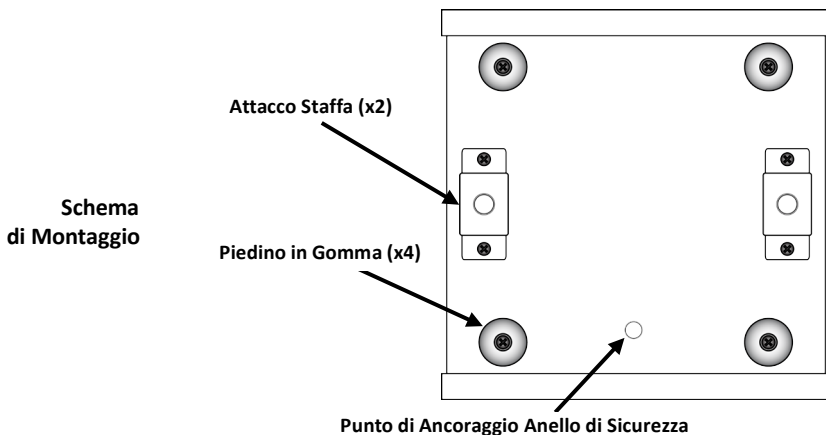 Attacco Staffa (x2)
Schema
di Montaggio
Piedino in Gomma (x4)
Punto di Ancoraggio Anello di Sicurezza